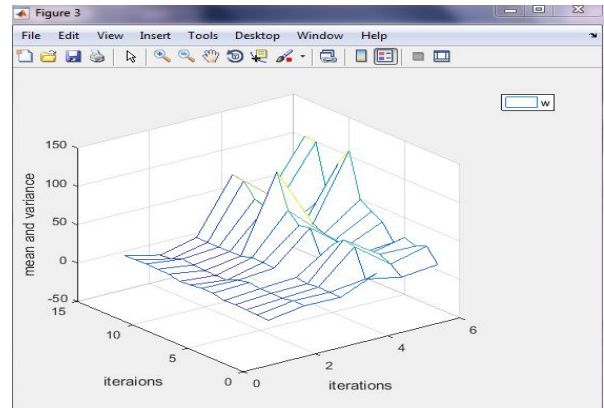 Figure 3
File Edit View Insert Tools Desktop Window Help
w
150
100
50
0
-50
mean and variance
15
10
5
0
iteraions
0
2
4
6
iterations